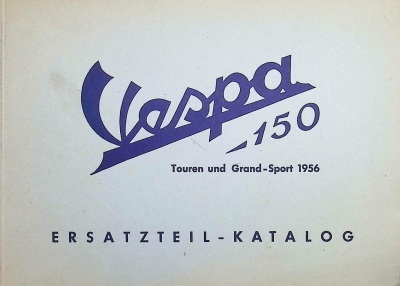 Vespa
150
Touren und Grand-Sport 1956
ERSATZTEIL-KATALOG